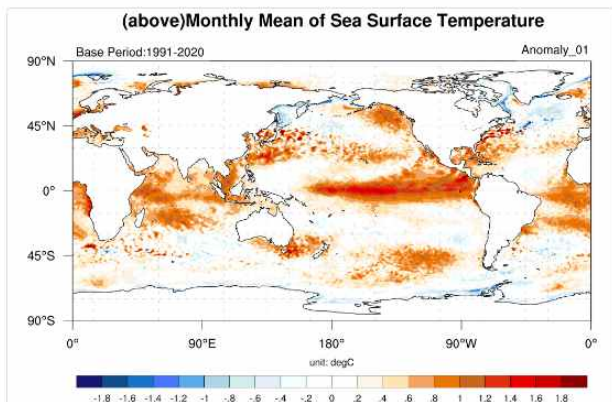 (above)Monthly Mean of Sea Surface Temperature
Base Period:1991-2020 Anomaly_01
90°N
45°N
0°
45°S
90°S
0° 90°E 180° 90°W 0°
unit: degC
-1.8 -1.6 -1.4 -1.2 -1 -.8 -.6 -.4 -.2 0 .2 .4 .6 .8 1 1.2 1.4 1.6 1.8